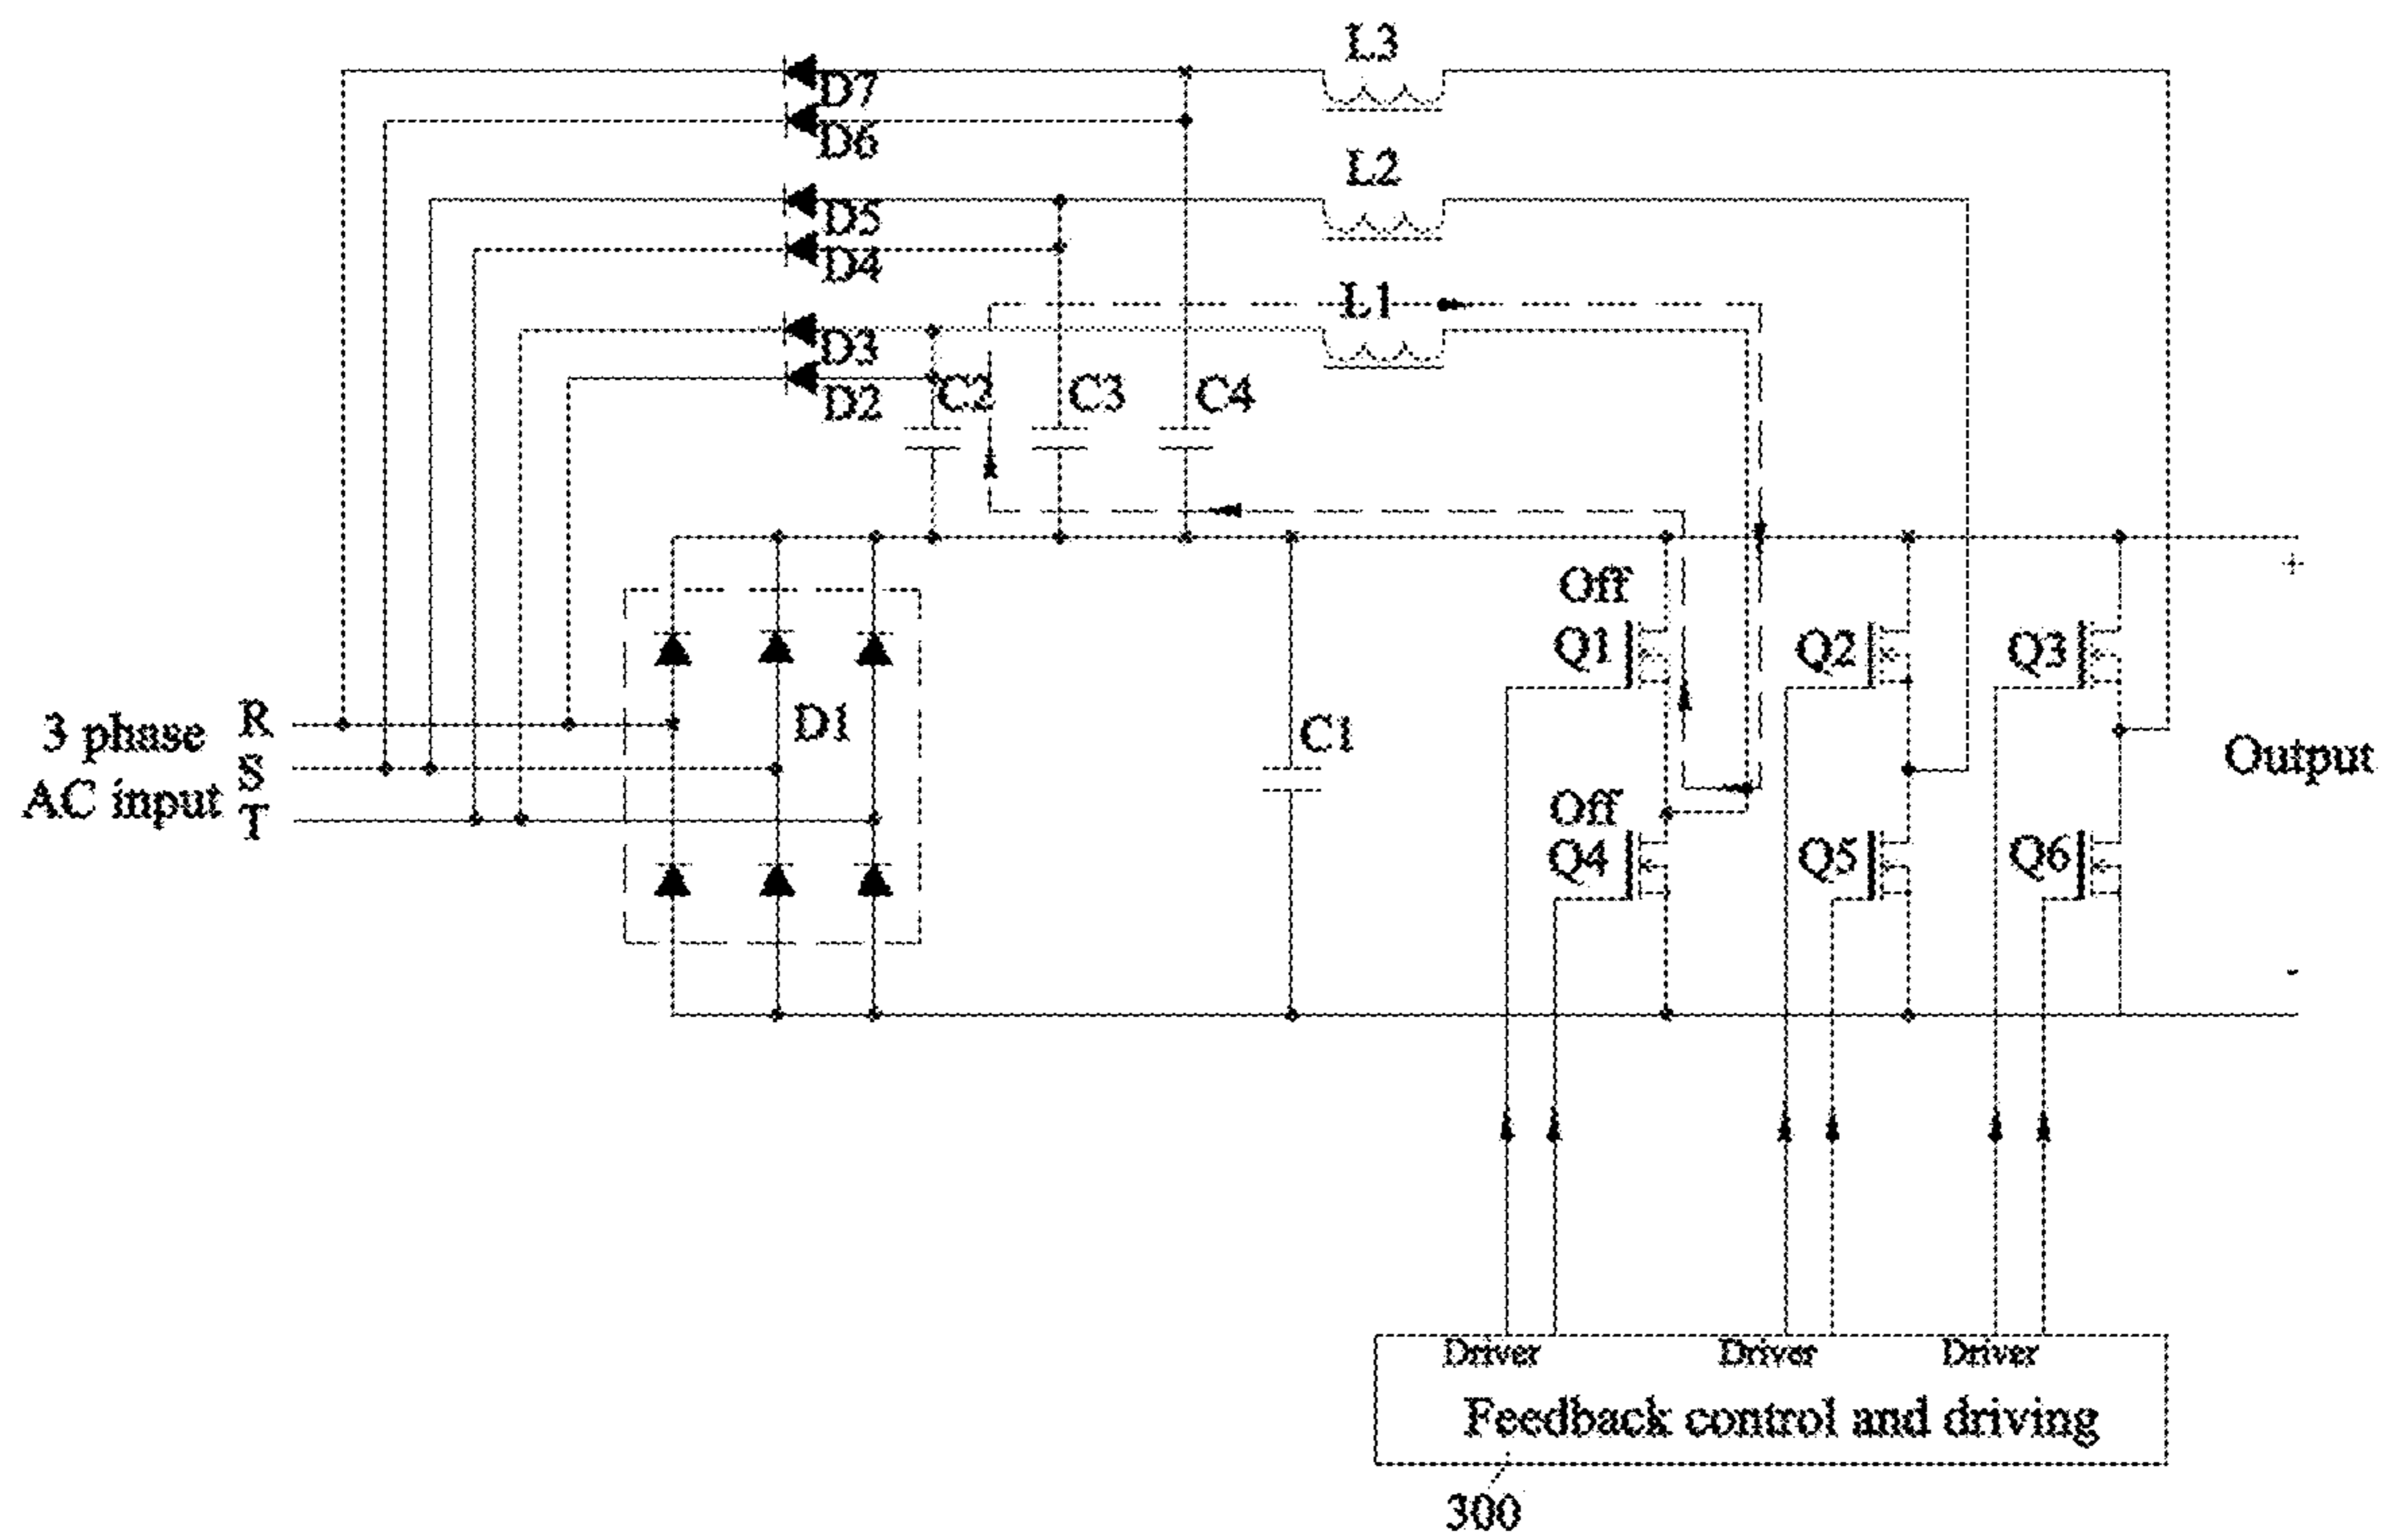 L3
D7
D6
L2
D5
D4
L1
D3
D2
C2 C3 C4
+
Off
Q1 Q2 Q3
3 phase
AC input
R
S
T
D1
C1
Output
Off
Q4 Q5 Q6
-
Driver Driver Driver
Feedback control and driving
300